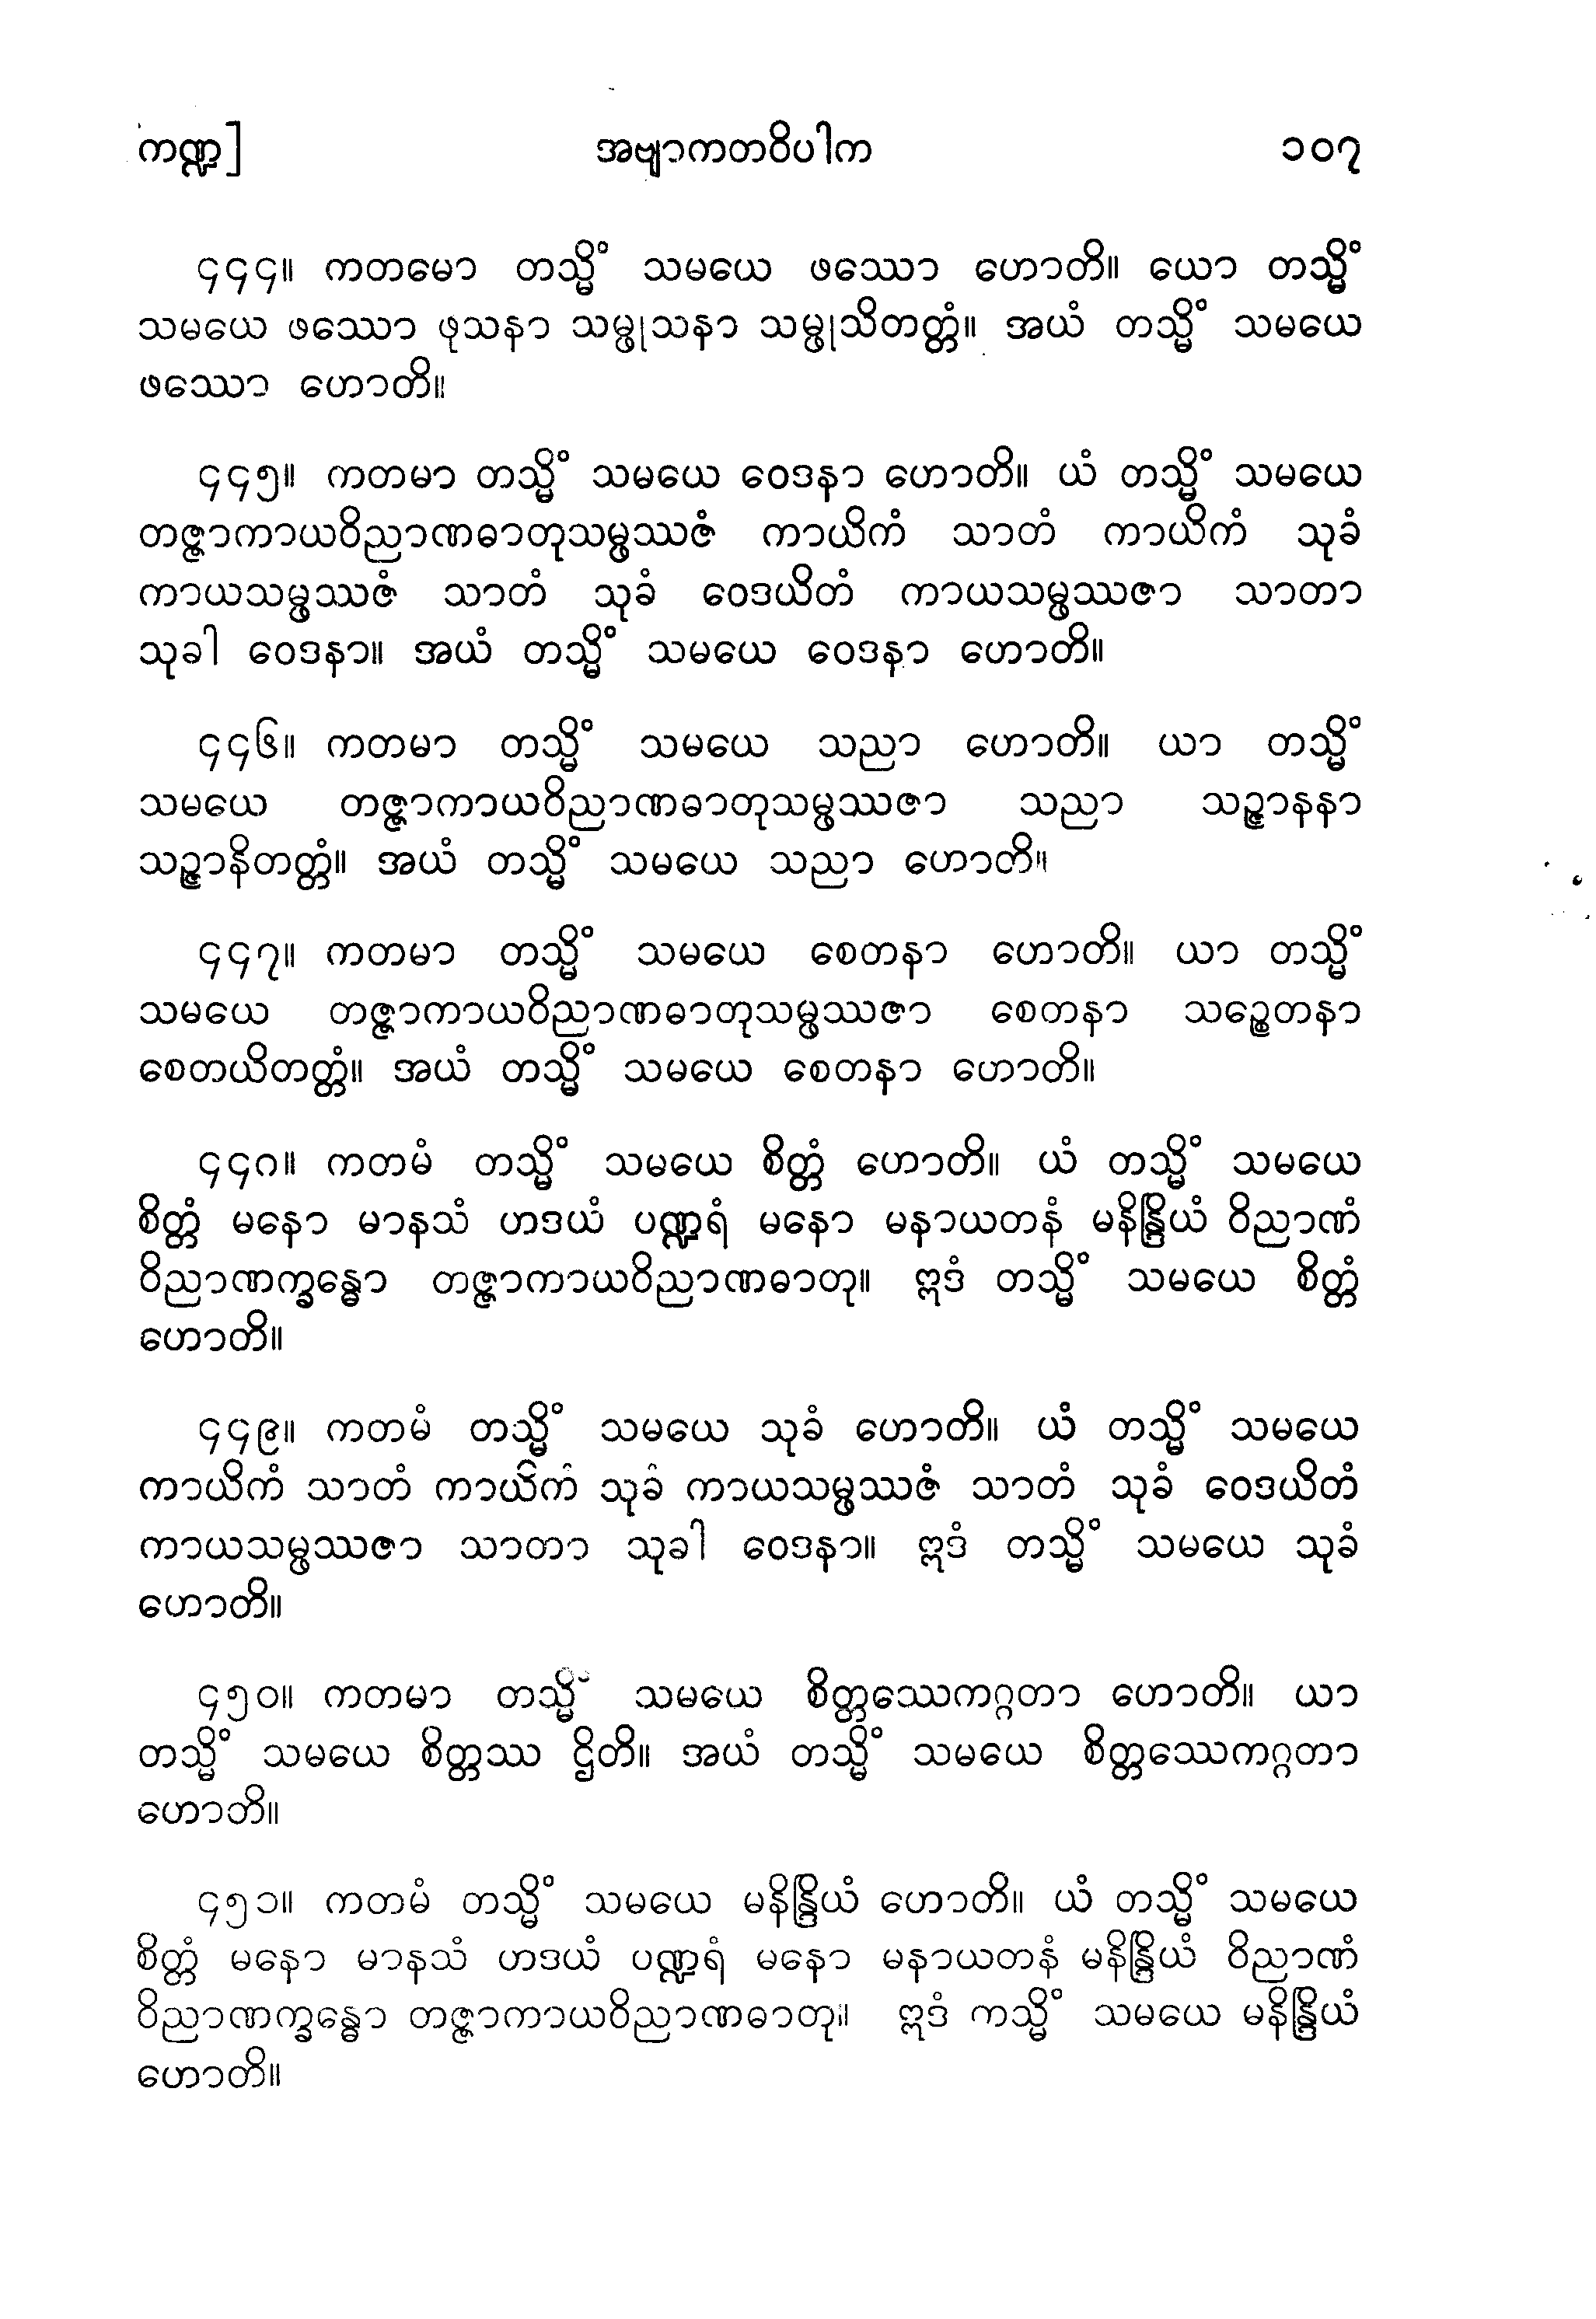 ကဏ္ဍ] အဗျာကတဝိပါက ၁၀၇
၄၄၄။ ကတမော တသ္မိံ သမယေ ဖဿော ဟောတိ။ ယော တသ္မိံ
သမယေ ဖဿော ဖုသနာ သမ္ဖုသနာ သမ္ဖုသိတတ္တံ။ အယံ တသ္မိံ သမယေ
ဖဿော ဟောတိ။
၄၄၅။ ကတမာ တသ္မိံ သမယေ ဝေဒနာ ဟောတိ။ ယံ တသ္မိံ သမယေ
တဇ္ဇာကာယဝိညာဏဓာတုသမ္ဖဿဇံ ကာယိကံ သာတံ ကာယိကံ သုခံ
ကာယသမ္ဖဿဇံ သာတံ သုခံ ဝေဒယိတံ ကာယသမ္ဖဿဇာ သာတာ
သုခါ ဝေဒနာ။ အယံ တသ္မိံ သမယေ ဝေဒနာ ဟောတိ။
၄၄၆။ ကတမာ တသ္မိံ သမယေ သညာ ဟောတိ။ ယာ တသ္မိံ
သမယေ တဇ္ဇာကာယဝိညာဏဓာတုသမ္ဖဿဇာ သညာ သဉ္ဇာနနာ
သဉ္ဇာနိတတ္တံ။ အယံ တသ္မိံ သမယေ သညာ ဟောတိ။
၄၄၇။ ကတမာ တသ္မိံ သမယေ စေတနာ ဟောတိ။ ယာ တသ္မိံ
သမယေ တဇ္ဇာကာယဝိညာဏဓာတုသမ္ဖဿဇာ စေတနာ သဉ္စေတနာ
စေတယိတတ္တံ။ အယံ တသ္မိံ သမယေ စေတနာ ဟောတိ။
၄၄၈။ ကတမံ တသ္မိံ သမယေ စိတ္တံ ဟောတိ။ ယံ တသ္မိံ သမယေ
စိတ္တံ မနော မာနသံ ဟဒယံ ပဏ္ဍရံ မနော မနာယတနံ မနိန္ဒြိယံ ဝိညာဏံ
ဝိညာဏက္ခန္ဓော တဇ္ဇာကာယဝိညာဏဓာတု။ ဣဒံ တသ္မိံ သမယေ စိတ္တံ
ဟောတိ။
၄၄၉။ ကတမံ တသ္မိံ သမယေ သုခံ ဟောတိ။ ယံ တသ္မိံ သမယေ
ကာယိကံ သာတံ ကာယိကံ သုခံ ကာယသမ္ဖဿဇံ သာတံ သုခံ ဝေဒယိတံ
ကာယသမ္ဖဿဇာ သာတာ သုခါ ဝေဒနာ။ ဣဒံ တသ္မိံ သမယေ သုခံ
ဟောတိ။
၄၅၀။ ကတမာ တသ္မိံ သမယေ စိတ္တဿေကဂ္ဂတာ ဟောတိ။ ယာ
တသ္မိံ သမယေ စိတ္တဿ ဌိတိ။ အယံ တသ္မိံ သမယေ စိတ္တဿေကဂ္ဂတာ
ဟောတိ။
၄၅၁။ ကတမံ တသ္မိံ သမယေ မနိန္ဒြိယံ ဟောတိ။ ယံ တသ္မိံ သမယေ
စိတ္တံ မနော မာနသံ ဟဒယံ ပဏ္ဍရံ မနော မနာယတနံ မနိန္ဒြိယံ ဝိညာဏံ
ဝိညာဏက္ခန္ဓော တဇ္ဇာကာယဝိညာဏဓာတု။ ဣဒံ ကသ္မိံ သမယေ မနိန္ဒြိယံ
ဟောတိ။